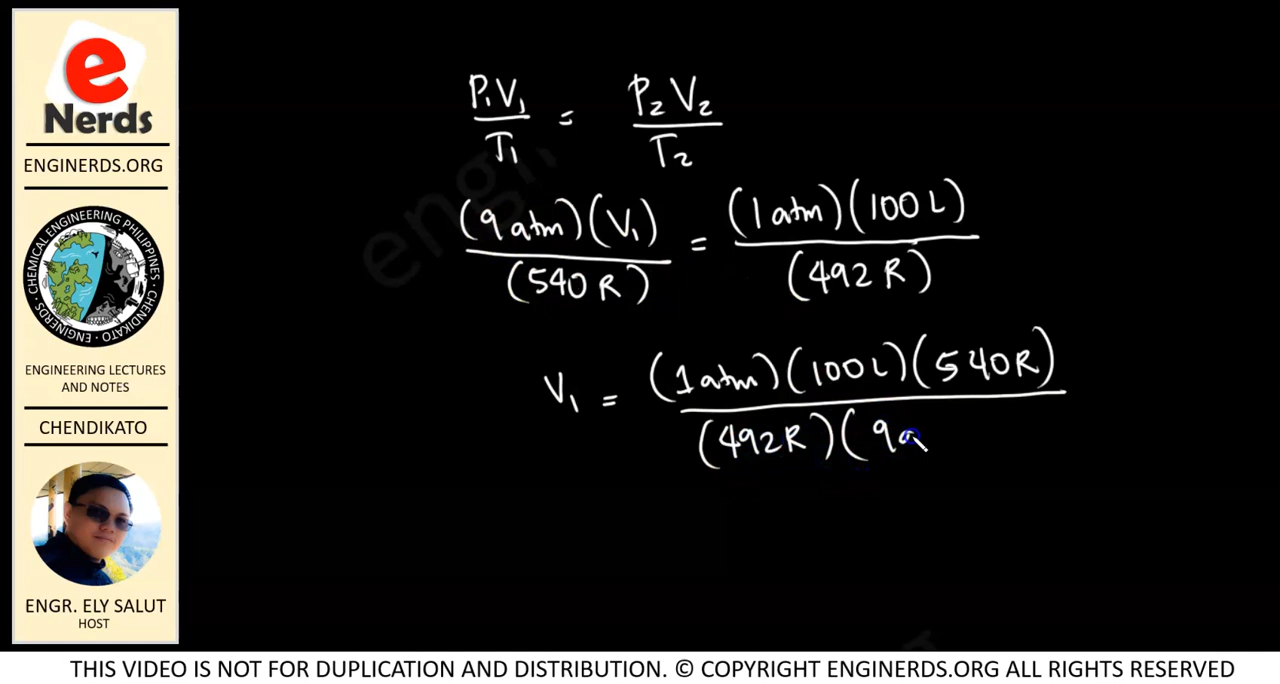 e
Nerds
ENGINERDS.ORG
CHEMICAL ENGINEERING PHILIPPINES • CHENDIKATO • ENGINERDS •
ENGINEERING LECTURES
AND NOTES
CHENDIKATO
ENGR. ELY SALUT
HOST
P₁V₁/T₁ = P₂V₂/T₂
(9 atm)(V₁)/(540 R) = (1 atm)(100 L)/(492 R)
V₁ = (1 atm)(100 L)(540 R)/(492 R)(9a
THIS VIDEO IS NOT FOR DUPLICATION AND DISTRIBUTION. © COPYRIGHT ENGINERDS.ORG ALL RIGHTS RESERVED